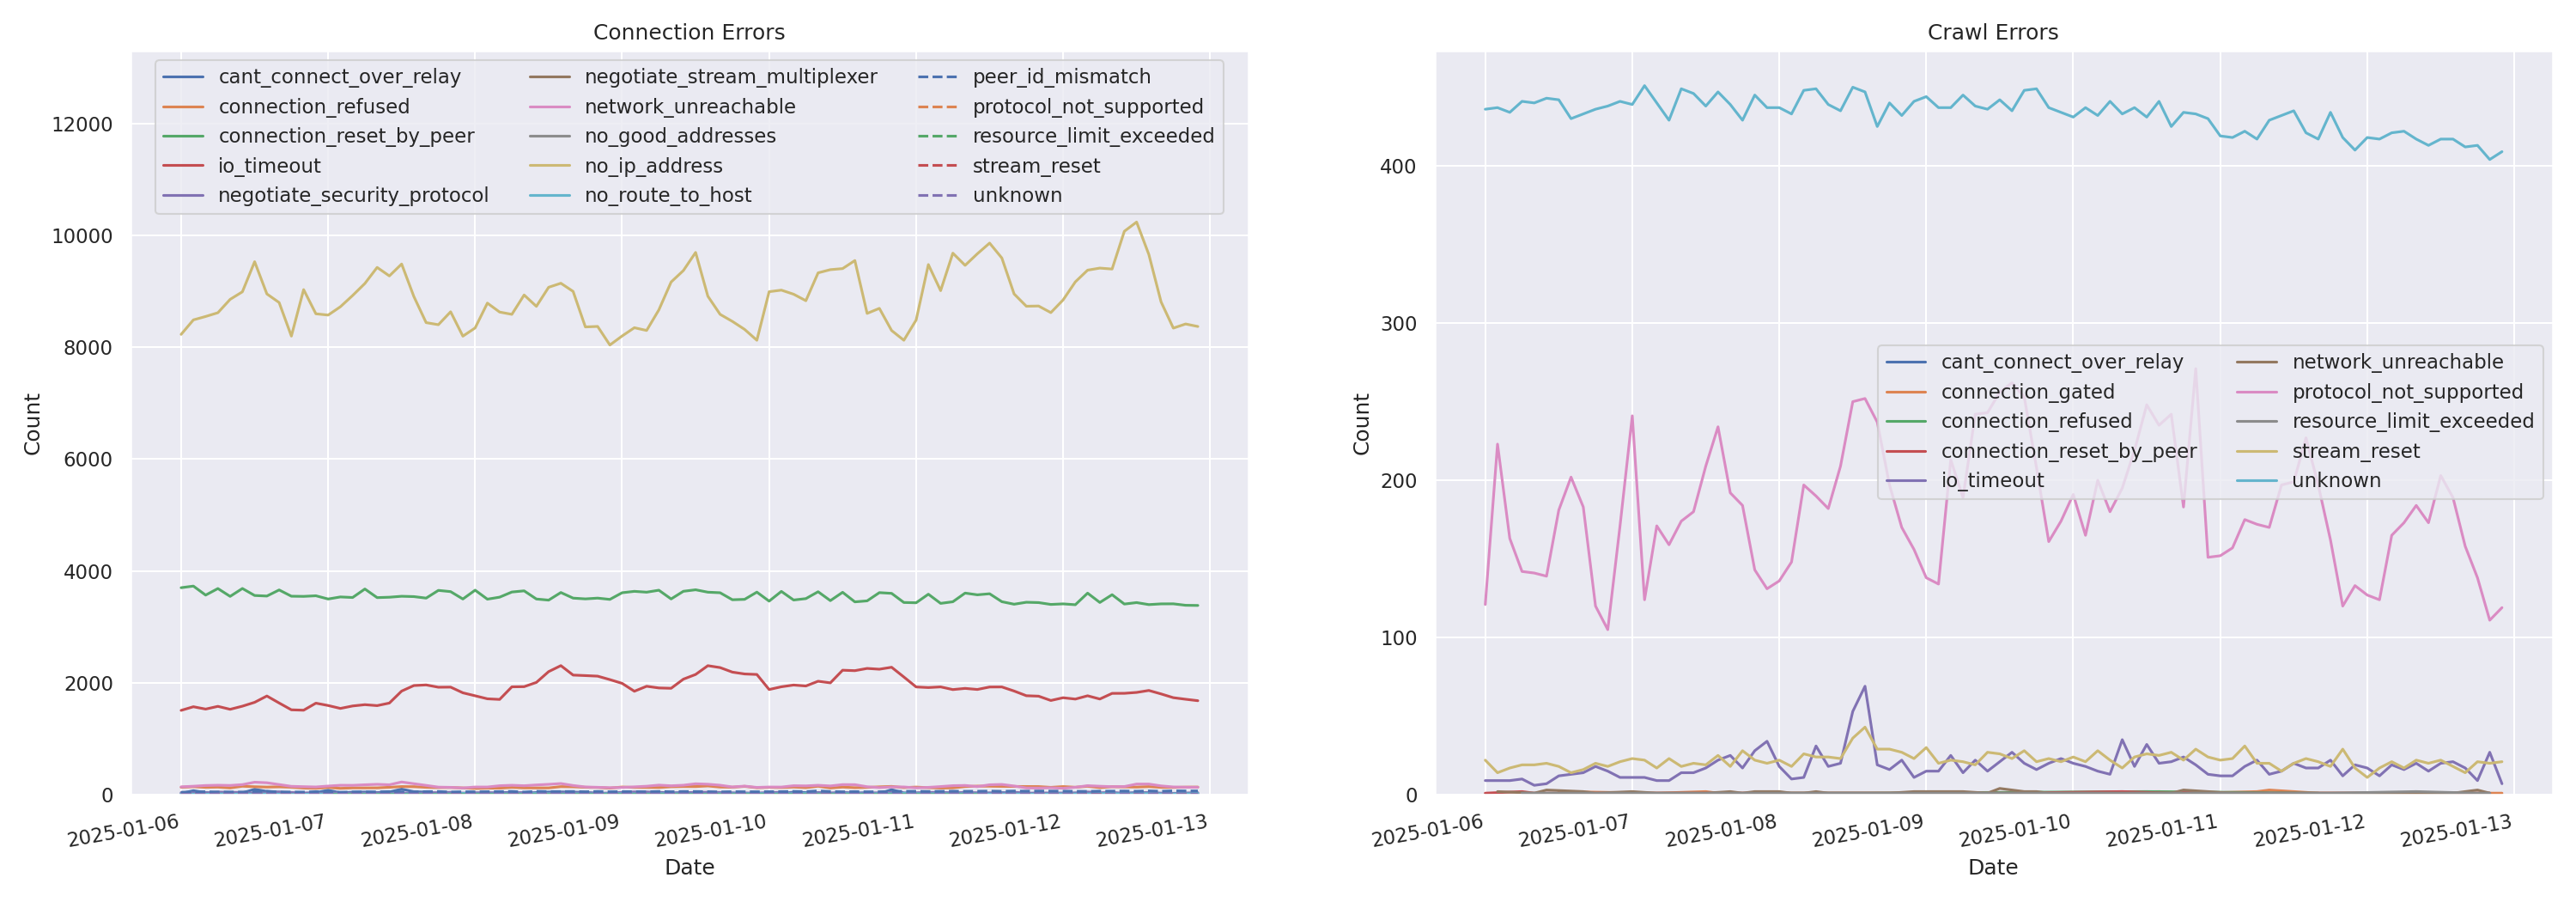 Connection Errors
12000
10000
8000
6000
4000
2000
0
Count
cant_connect_over_relay
connection_refused
connection_reset_by_peer
io_timeout
negotiate_security_protocol
negotiate_stream_multiplexer
network_unreachable
no_good_addresses
no_ip_address
no_route_to_host
peer_id_mismatch
protocol_not_supported
resource_limit_exceeded
stream_reset
unknown
2025-01-06
2025-01-07
2025-01-08
2025-01-09
2025-01-10
2025-01-11
2025-01-12
2025-01-13
Date
Crawl Errors
400
300
200
100
0
Count
cant_connect_over_relay
connection_gated
connection_refused
connection_reset_by_peer
io_timeout
network_unreachable
protocol_not_supported
resource_limit_exceeded
stream_reset
unknown
2025-01-06
2025-01-07
2025-01-08
2025-01-09
2025-01-10
2025-01-11
2025-01-12
2025-01-13
Date